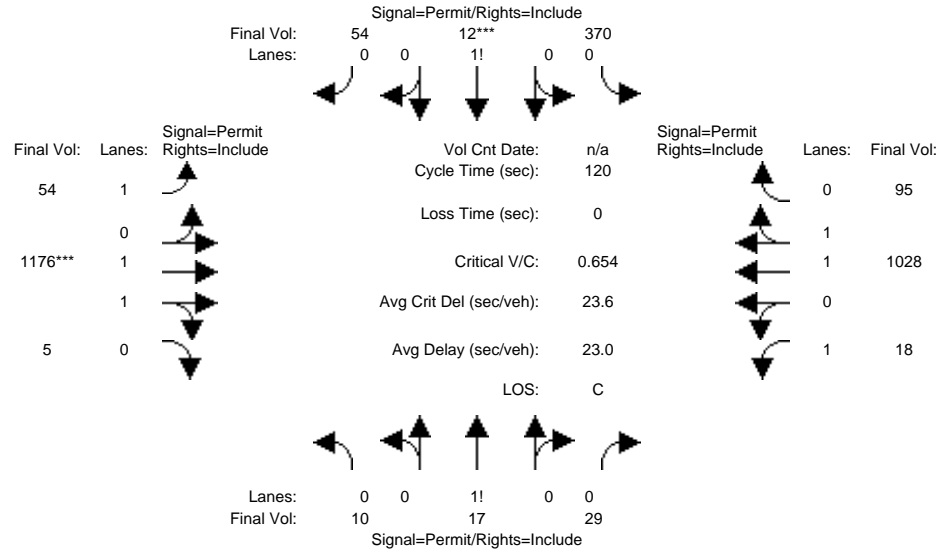 Signal=Permit/Rights=Include
Final Vol: 54 12*** 370
Lanes: 0 0 1! 0 0
Signal=Permit
Final Vol: Lanes: Rights=Include
Vol Cnt Date: n/a
Signal=Permit
Rights=Include Lanes: Final Vol:
Cycle Time (sec): 120
54 1
0 95
Loss Time (sec): 0
0
1
1176*** 1
Critical V/C: 0.654
1 1028
1
Avg Crit Del (sec/veh): 23.6
0
5 0
Avg Delay (sec/veh): 23.0
1 18
LOS: C
Lanes: 0 0 1! 0 0
Final Vol: 10 17 29
Signal=Permit/Rights=Include